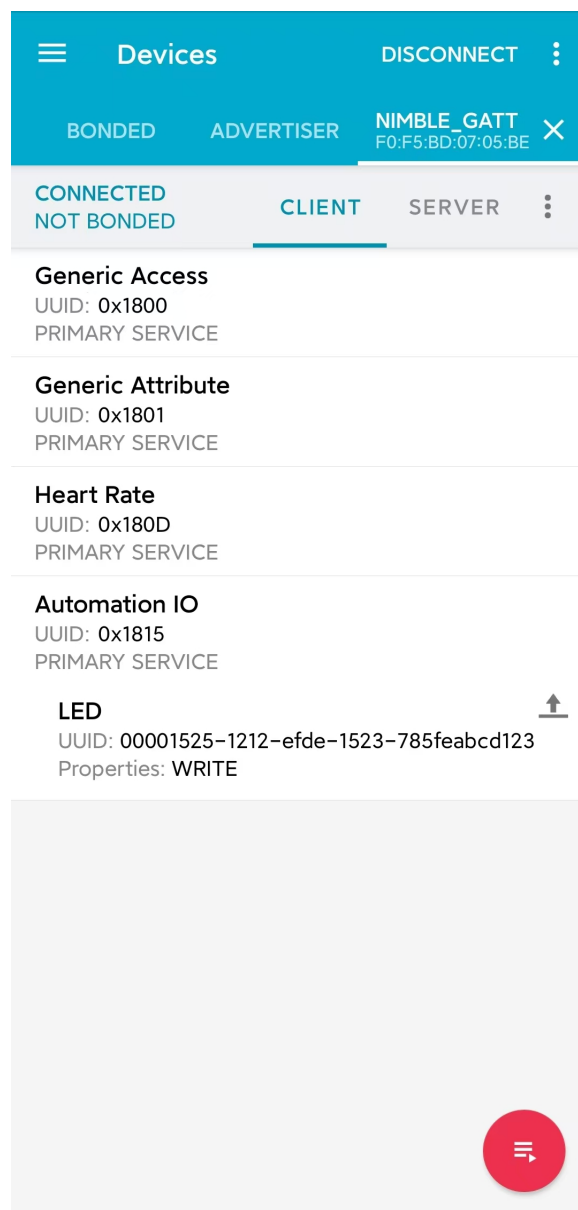 Devices
DISCONNECT
BONDED
ADVERTISER
NIMBLE_GATT
F0:F5:BD:07:05:BE
CONNECTED
NOT BONDED
CLIENT
SERVER
Generic Access
UUID: 0x1800
PRIMARY SERVICE
Generic Attribute
UUID: 0x1801
PRIMARY SERVICE
Heart Rate
UUID: 0x180D
PRIMARY SERVICE
Automation IO
UUID: 0x1815
PRIMARY SERVICE
LED
UUID: 00001525-1212-efde-1523-785feabcd123
Properties: WRITE